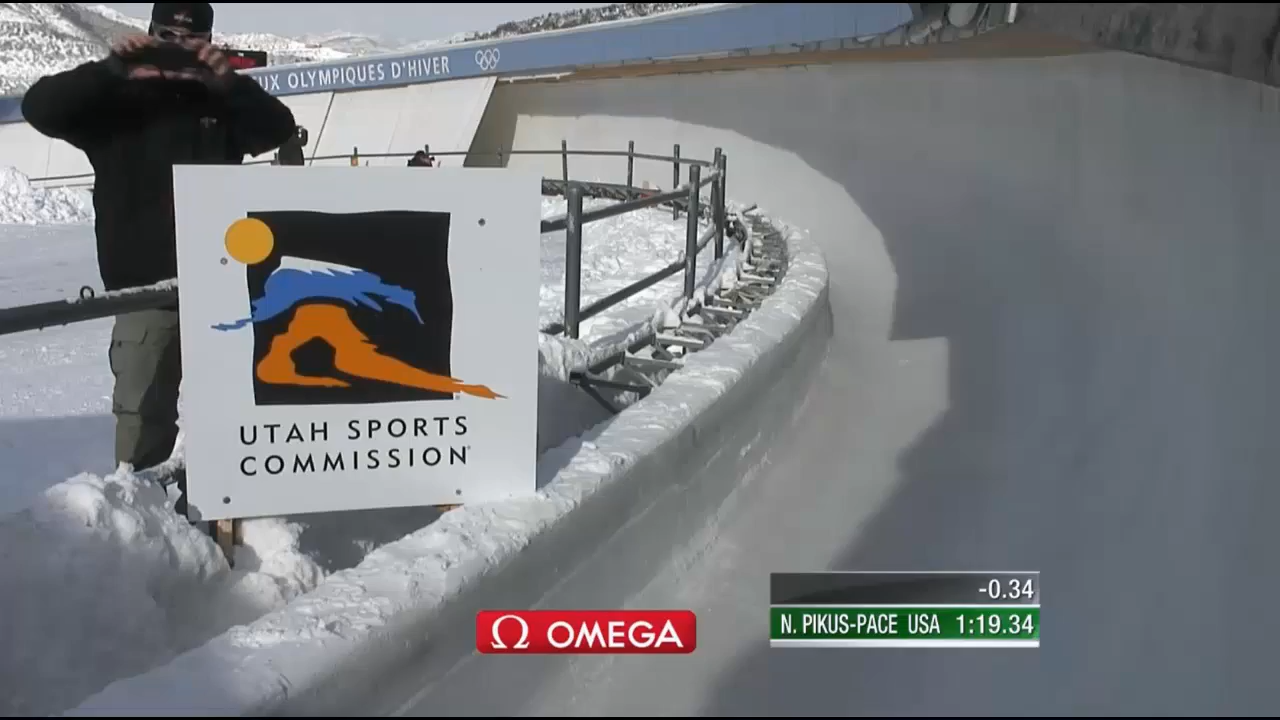 UX OLYMPIQUES D'HIVER
UTAH SPORTS
COMMISSION
-0.34
Ω OMEGA
N. PIKUS-PACE USA 1:19.34